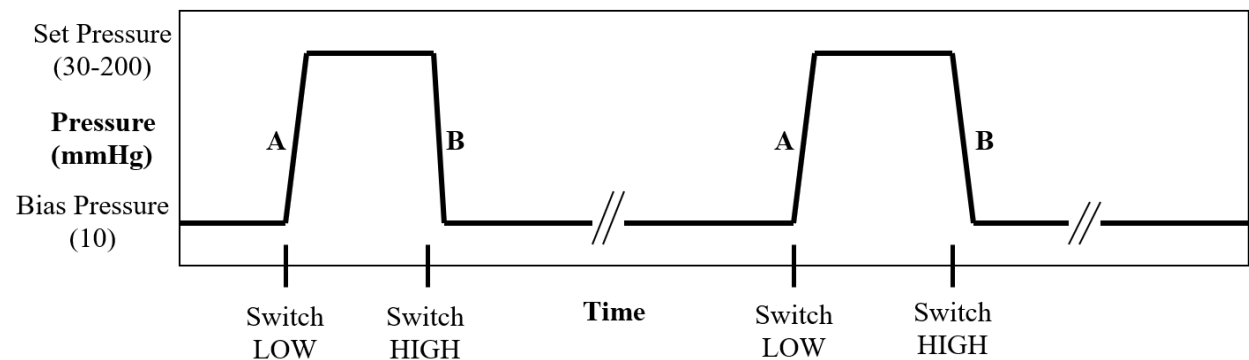 Set Pressure
(30-200)
Pressure
(mmHg)
Bias Pressure
(10)
A
B
A
B
Switch
LOW
Switch
HIGH
Time
Switch
LOW
Switch
HIGH